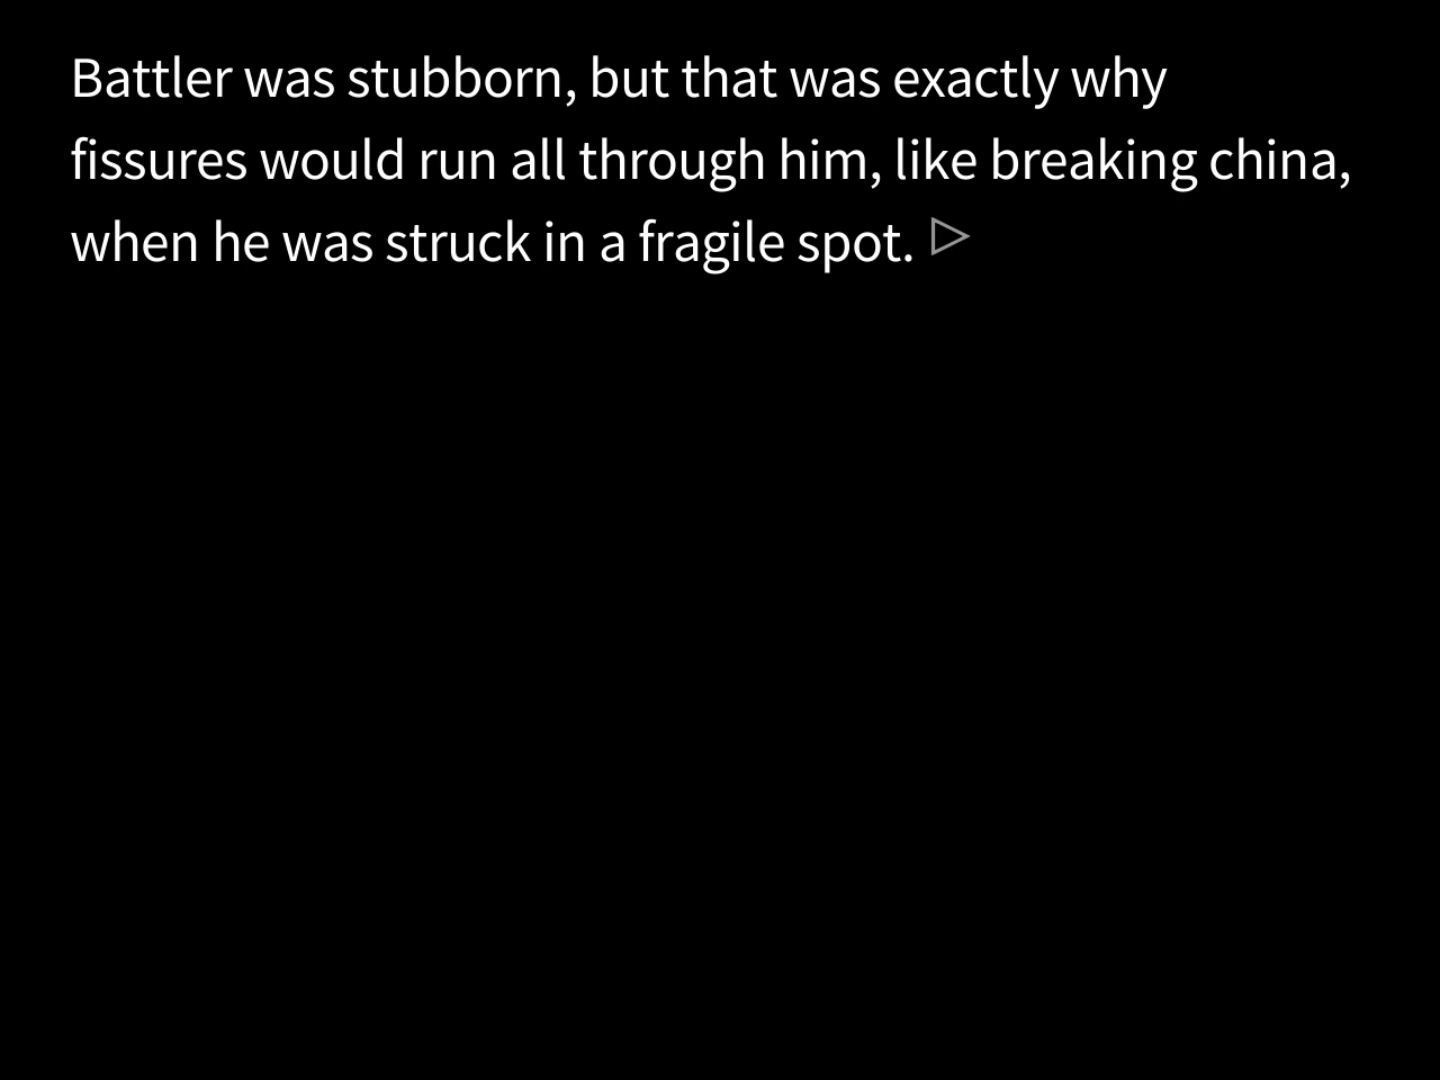 Battler was stubborn, but that was exactly why
fissures would run all through him, like breaking china,
when he was struck in a fragile spot.